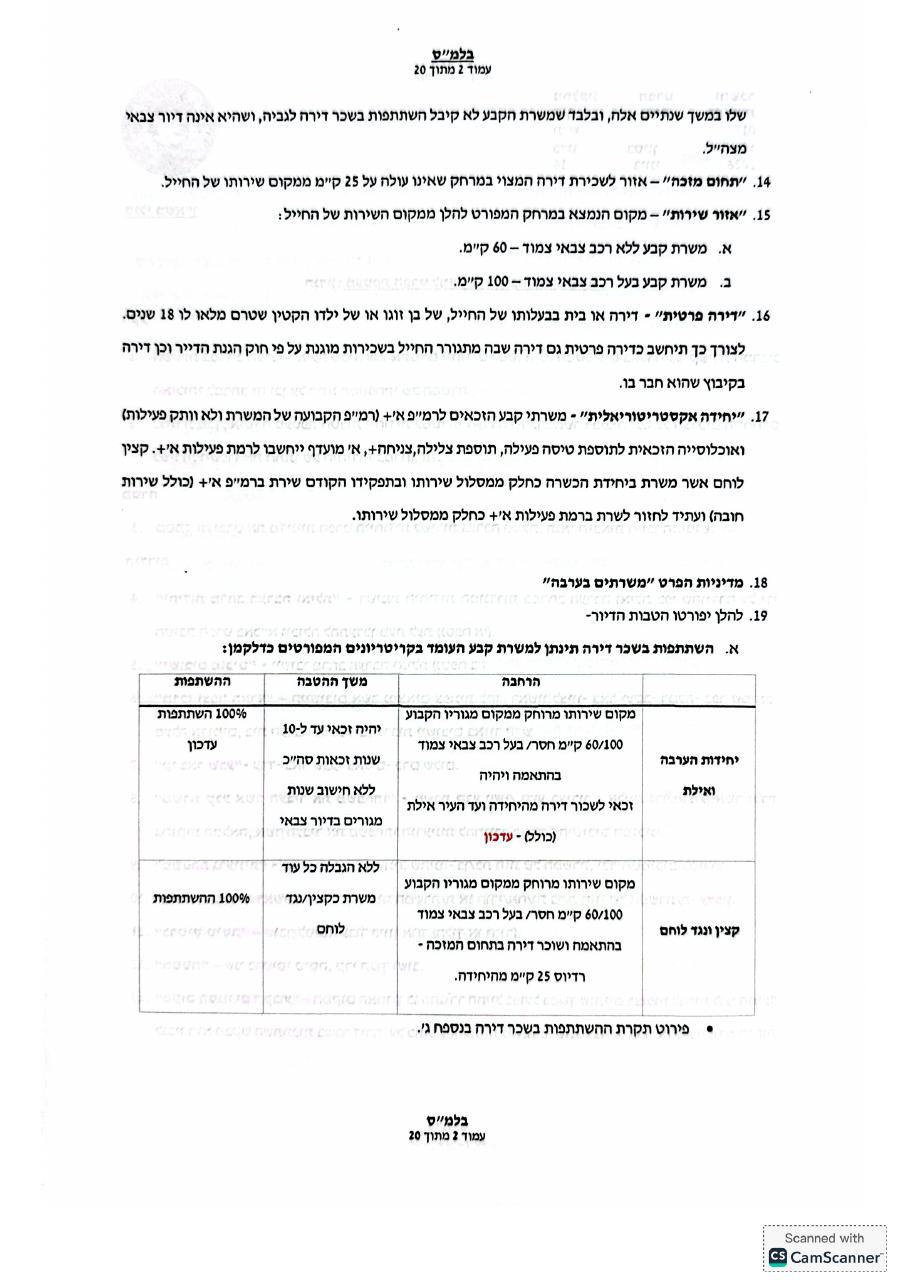 בלמ"ס
עמוד 2 מתוך 20
שלו במשך שנתיים אלה, ובלבד שמשרת הקבע לא קיבל השתתפות בשכר דירה לגביה, ושהיא אינה דיור צבאי
מצה"ל.
14. "תחום מזכה" – אזור לשכירת דירה המצוי במרחק שאינו עולה על 25 ק"מ ממקום שירותו של החייל.
15. "אזור שירות" – מקום הנמצא במרחק המפורט להלן ממקום השירות של החייל:
א. משרת קבע ללא רכב צבאי צמוד – 60 ק"מ.
ב. משרת קבע בעל רכב צבאי צמוד – 100 ק"מ.
16. "דירה פרטית" - דירה או בית בבעלותו של החייל, של בן זוגו או של ילדו הקטין שטרם מלאו לו 18 שנים.
לצורך כך תיחשב כדירה פרטית גם דירה שבה מתגורר החייל בשכירות מוגנת על פי חוק הגנת הדייר וכן דירה
בקיבוץ שהוא חבר בו.
17. "יחידה אקסטריטוריאלית" - משרתי קבע הזכאים לרמ"פ א'+ (רמ"פ הקבועה של המשרת ולא וותק פעילות)
ואוכלוסייה הזכאית לתוספת טיסה פעילה, תוספת צלילה,צניחה+, א' מועדף ייחשבו לרמת פעילות א'+. קצין
לוחם אשר משרת ביחידת הכשרה כחלק ממסלול שירותו ובתפקידו הקודם שירת ברמ"פ א'+ (כולל שירות
חובה) ועתיד לחזור לשרת ברמת פעילות א'+ כחלק ממסלול שירותו.
18. מדיניות הפרט "משרתים בערבה"
19. להלן יפורטו הטבות הדיור-
א. השתתפות בשכר דירה תינתן למשרת קבע העומד בקריטריונים המפורטים כדלקמן:
הרחבה משך ההטבה ההשתפות
יחידות הערבה
ואילת
מקום שירותו מרוחק ממקום מגוריו הקבוע
60/100 ק"מ חסר/ בעל רכב צבאי צמוד
בהתאמה ויהיה
זכאי לשכור דירה מהיחידה ועד העיר אילת
(כולל) - עדכון
יהיה זכאי עד ל-10
שנות זכאות סה"כ
ללא חישוב שנות
מגורים בדיור צבאי
100% השתתפות
עדכון
קצין ונגד לוחם
מקום שירותו מרוחק ממקום מגוריו הקבוע
60/100 ק"מ חסר/ בעל רכב צבאי צמוד
בהתאמה ושוכר דירה בתחום המזכה -
רדיוס 25 ק"מ מהיחידה.
ללא הגבלה כל עוד
משרת כקצין/נגד
לוחם
100% ההשתפות
• פירוט תקרת ההשתתפות בשכר דירה בנספח ג'.
בלמ"ס
עמוד 2 מתוך 20
Scanned with
CS CamScanner